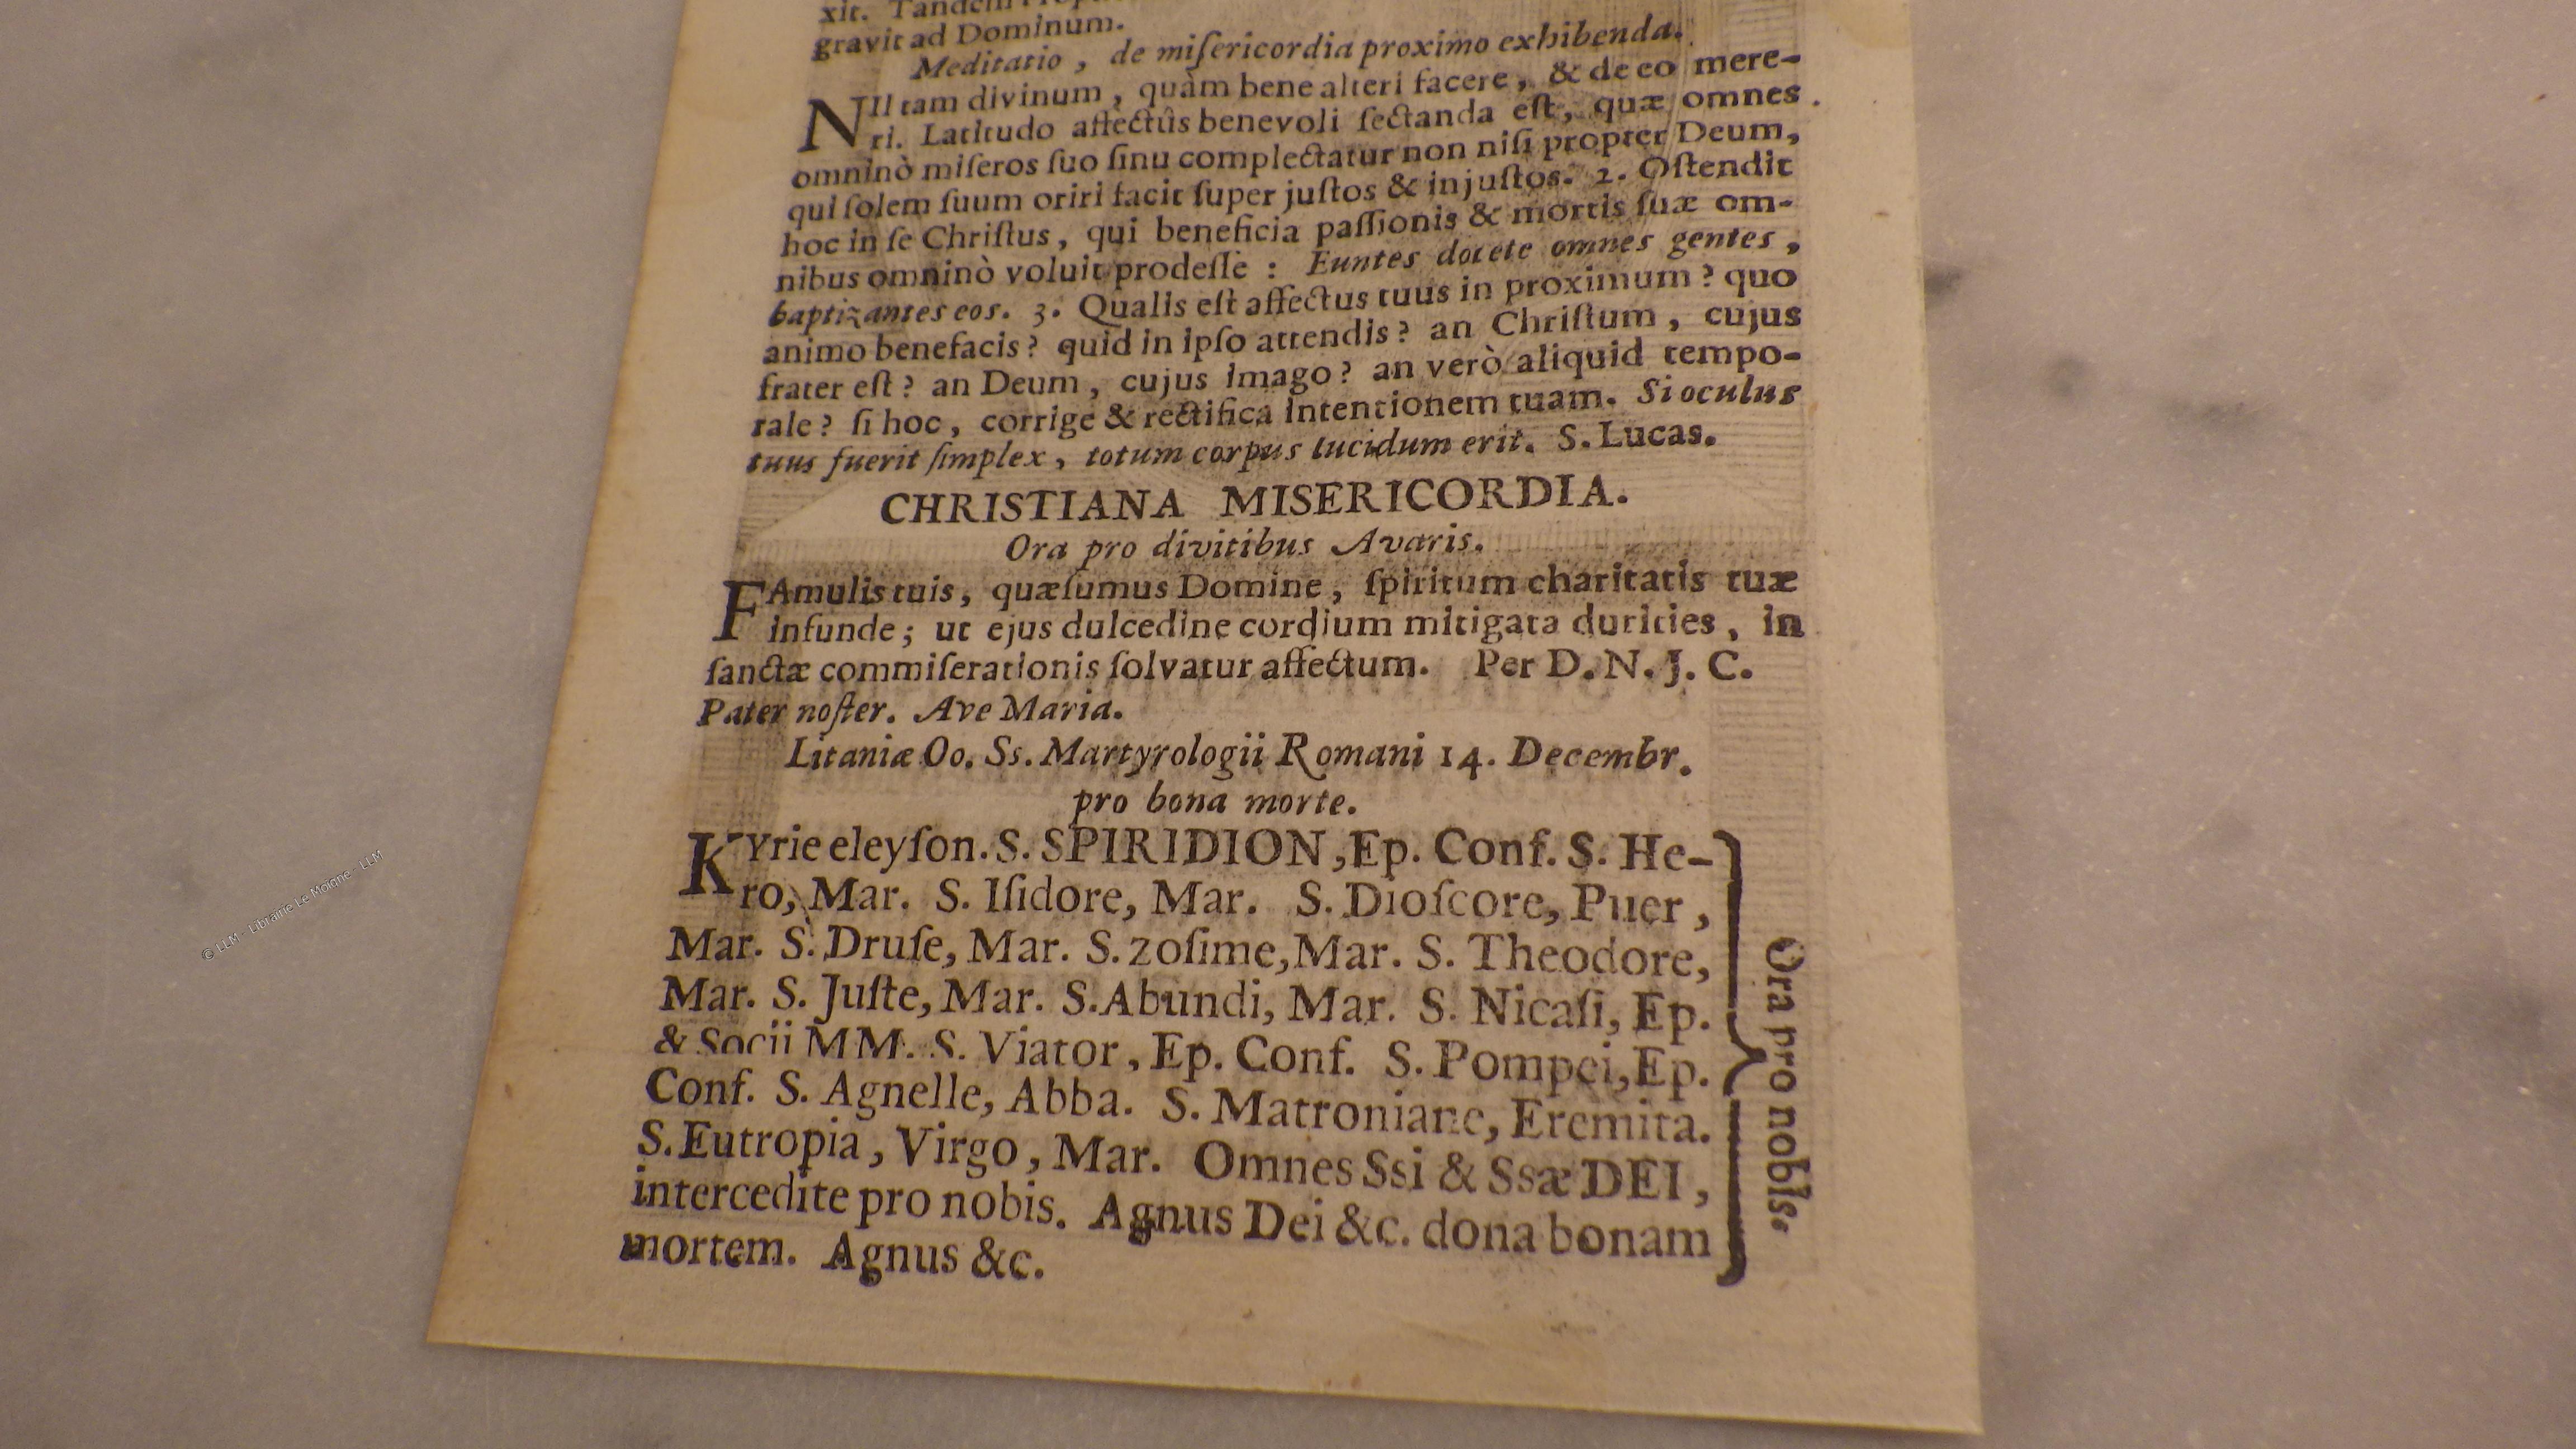 xit. Tandem
gravit ad Dominum.
Meditatio, de miſericordia proximo exhibenda.
NIl tam divinum, quàm bene alteri facere, & de eo mere-
ri. Latitudo affectûs benevoli ſectanda eſt, quæ omnes
omninò miſeros ſuo ſinu complectatur non niſi propter Deum,
qui ſolem ſuum oriri facit ſuper juſtos & injuſtos. 2. Oſtendit
hoc in ſe Chriſtus, qui beneficia paſſionis & mortis ſuæ om-
nibus omninò voluit prodeſſe : Euntes docete omnes gentes,
baptizantes eos. 3. Qualis eſt affectus tuus in proximum? quo
animo benefacis? quid in ipſo attendis? an Chriſtum, cujus
frater eſt? an Deum, cujus imago? an verò aliquid tempo-
rale? ſi hoc, corrige & rectifica intentionem tuam. Si oculus
tuus fuerit ſimplex, totum corpus lucidum erit. S. Lucas.
CHRISTIANA MISERICORDIA.
Ora pro divitibus Avaris.
FAmulis tuis, quæſumus Domine, ſpiritum charitatis tuæ
infunde; ut ejus dulcedine cordium mitigata durities, in
ſanctæ commiſerationis ſolvatur affectum. Per D. N. J. C.
Pater noſter. Ave Maria.
Litaniæ Oo. Ss. Martyrologii Romani 14. Decembr.
pro bona morte.
KYrie eleyſon. S. SPIRIDION, Ep. Conf. S. He-
ro, Mar. S. Iſidore, Mar. S. Dioſcore, Puer,
Mar. S. Druſe, Mar. S. zoſime, Mar. S. Theodore,
Mar. S. Juſte, Mar. S. Abundi, Mar. S. Nicaſi, Ep.
& Socii MM. S. Viator, Ep. Conf. S. Pompei, Ep.
Conf. S. Agnelle, Abba. S. Matroniane, Eremita.
S. Eutropia, Virgo, Mar. Omnes Ssi & Ssæ DEI,
intercedite pro nobis. Agnus Dei &c. dona bonam
mortem. Agnus &c.
Ora pro nobis.
© LLM - Librairie Le Moigne - LLM